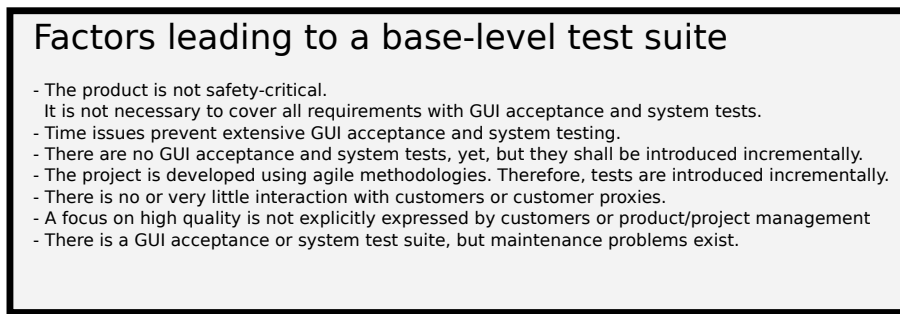 Factors leading to a base-level test suite
- The product is not safety-critical.
It is not necessary to cover all requirements with GUI acceptance and system tests.
- Time issues prevent extensive GUI acceptance and system testing.
- There are no GUI acceptance and system tests, yet, but they shall be introduced incrementally.
- The project is developed using agile methodologies. Therefore, tests are introduced incrementally.
- There is no or very little interaction with customers or customer proxies.
- A focus on high quality is not explicitly expressed by customers or product/project management
- There is a GUI acceptance or system test suite, but maintenance problems exist.